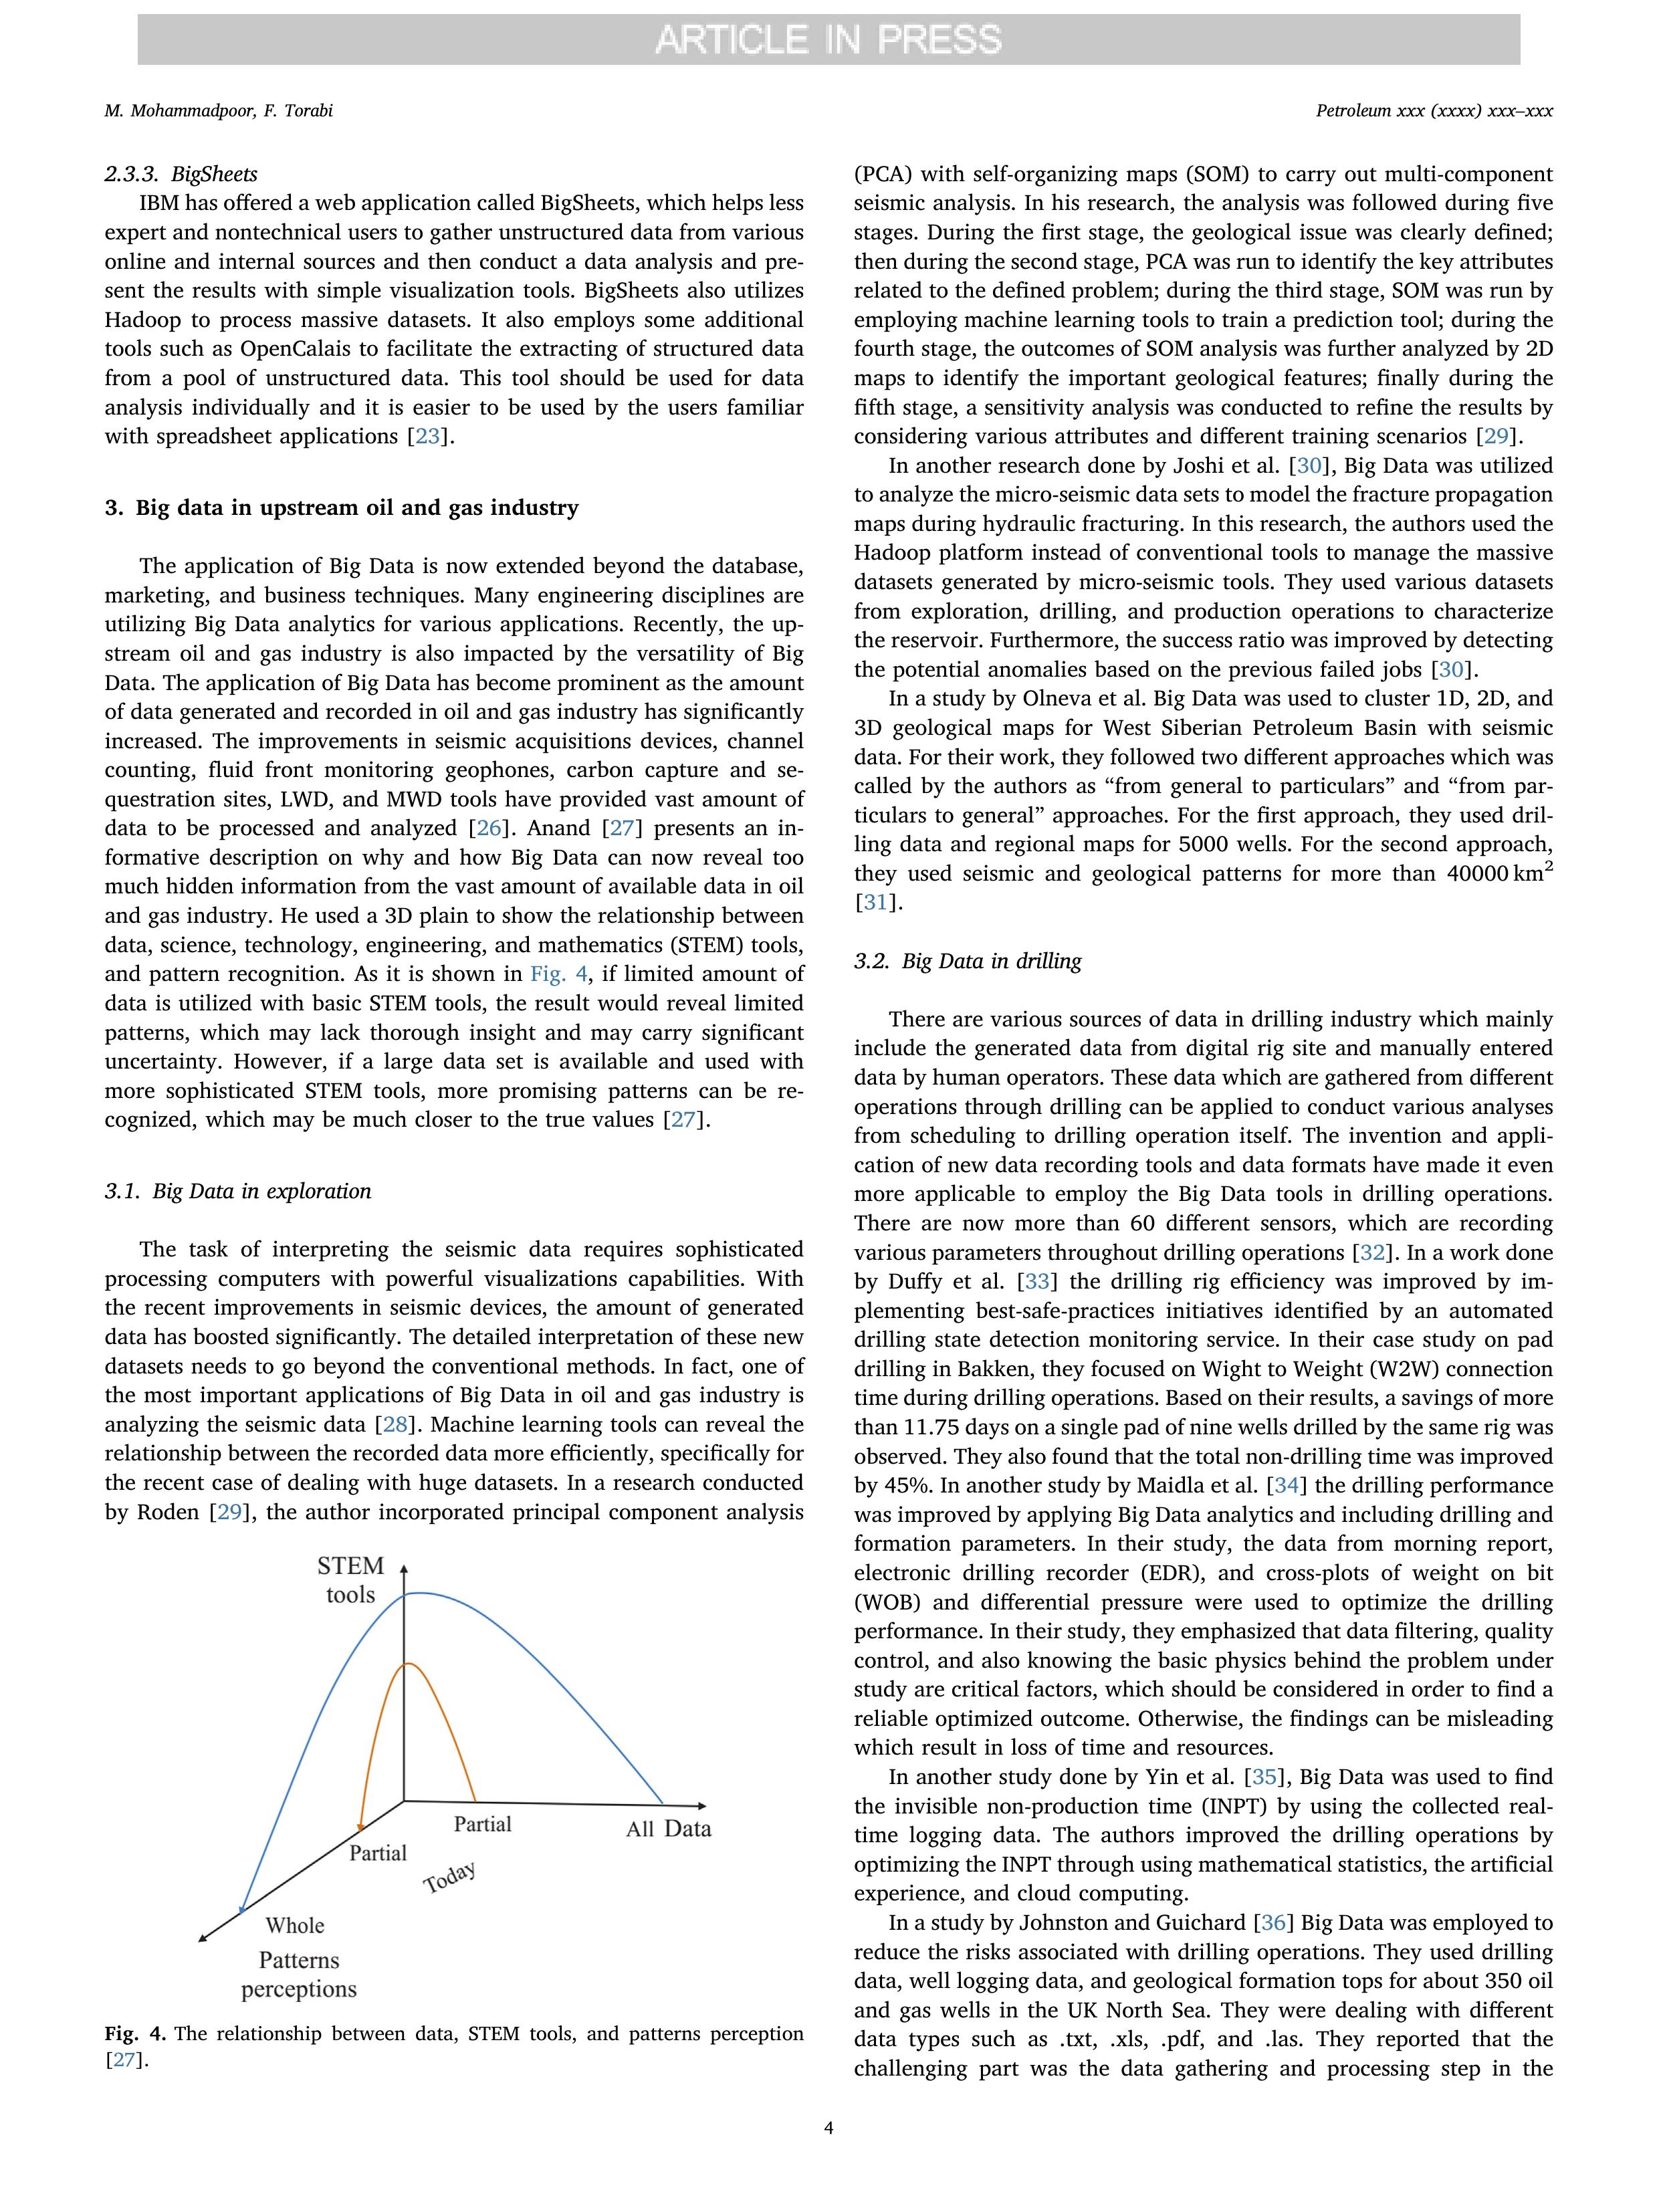 ARTICLE IN PRESS
M. Mohammadpoor, F. Torabi
Petroleum xxx (xxxx) xxx–xxx
2.3.3. BigSheets
IBM has offered a web application called BigSheets, which helps less
expert and nontechnical users to gather unstructured data from various
online and internal sources and then conduct a data analysis and pre-
sent the results with simple visualization tools. BigSheets also utilizes
Hadoop to process massive datasets. It also employs some additional
tools such as OpenCalais to facilitate the extracting of structured data
from a pool of unstructured data. This tool should be used for data
analysis individually and it is easier to be used by the users familiar
with spreadsheet applications [23].
3. Big data in upstream oil and gas industry
The application of Big Data is now extended beyond the database,
marketing, and business techniques. Many engineering disciplines are
utilizing Big Data analytics for various applications. Recently, the up-
stream oil and gas industry is also impacted by the versatility of Big
Data. The application of Big Data has become prominent as the amount
of data generated and recorded in oil and gas industry has significantly
increased. The improvements in seismic acquisitions devices, channel
counting, fluid front monitoring geophones, carbon capture and se-
questration sites, LWD, and MWD tools have provided vast amount of
data to be processed and analyzed [26]. Anand [27] presents an in-
formative description on why and how Big Data can now reveal too
much hidden information from the vast amount of available data in oil
and gas industry. He used a 3D plain to show the relationship between
data, science, technology, engineering, and mathematics (STEM) tools,
and pattern recognition. As it is shown in Fig. 4, if limited amount of
data is utilized with basic STEM tools, the result would reveal limited
patterns, which may lack thorough insight and may carry significant
uncertainty. However, if a large data set is available and used with
more sophisticated STEM tools, more promising patterns can be re-
cognized, which may be much closer to the true values [27].
3.1. Big Data in exploration
The task of interpreting the seismic data requires sophisticated
processing computers with powerful visualizations capabilities. With
the recent improvements in seismic devices, the amount of generated
data has boosted significantly. The detailed interpretation of these new
datasets needs to go beyond the conventional methods. In fact, one of
the most important applications of Big Data in oil and gas industry is
analyzing the seismic data [28]. Machine learning tools can reveal the
relationship between the recorded data more efficiently, specifically for
the recent case of dealing with huge datasets. In a research conducted
by Roden [29], the author incorporated principal component analysis
STEM
tools
Partial
All Data
Partial
Today
Whole
Patterns
perceptions
Fig. 4. The relationship between data, STEM tools, and patterns perception
[27].
(PCA) with self-organizing maps (SOM) to carry out multi-component
seismic analysis. In his research, the analysis was followed during five
stages. During the first stage, the geological issue was clearly defined;
then during the second stage, PCA was run to identify the key attributes
related to the defined problem; during the third stage, SOM was run by
employing machine learning tools to train a prediction tool; during the
fourth stage, the outcomes of SOM analysis was further analyzed by 2D
maps to identify the important geological features; finally during the
fifth stage, a sensitivity analysis was conducted to refine the results by
considering various attributes and different training scenarios [29].
In another research done by Joshi et al. [30], Big Data was utilized
to analyze the micro-seismic data sets to model the fracture propagation
maps during hydraulic fracturing. In this research, the authors used the
Hadoop platform instead of conventional tools to manage the massive
datasets generated by micro-seismic tools. They used various datasets
from exploration, drilling, and production operations to characterize
the reservoir. Furthermore, the success ratio was improved by detecting
the potential anomalies based on the previous failed jobs [30].
In a study by Olneva et al. Big Data was used to cluster 1D, 2D, and
3D geological maps for West Siberian Petroleum Basin with seismic
data. For their work, they followed two different approaches which was
called by the authors as “from general to particulars” and “from par-
ticulars to general” approaches. For the first approach, they used dril-
ling data and regional maps for 5000 wells. For the second approach,
they used seismic and geological patterns for more than 40000 km²
[31].
3.2. Big Data in drilling
There are various sources of data in drilling industry which mainly
include the generated data from digital rig site and manually entered
data by human operators. These data which are gathered from different
operations through drilling can be applied to conduct various analyses
from scheduling to drilling operation itself. The invention and appli-
cation of new data recording tools and data formats have made it even
more applicable to employ the Big Data tools in drilling operations.
There are now more than 60 different sensors, which are recording
various parameters throughout drilling operations [32]. In a work done
by Duffy et al. [33] the drilling rig efficiency was improved by im-
plementing best-safe-practices initiatives identified by an automated
drilling state detection monitoring service. In their case study on pad
drilling in Bakken, they focused on Wight to Weight (W2W) connection
time during drilling operations. Based on their results, a savings of more
than 11.75 days on a single pad of nine wells drilled by the same rig was
observed. They also found that the total non-drilling time was improved
by 45%. In another study by Maidla et al. [34] the drilling performance
was improved by applying Big Data analytics and including drilling and
formation parameters. In their study, the data from morning report,
electronic drilling recorder (EDR), and cross-plots of weight on bit
(WOB) and differential pressure were used to optimize the drilling
performance. In their study, they emphasized that data filtering, quality
control, and also knowing the basic physics behind the problem under
study are critical factors, which should be considered in order to find a
reliable optimized outcome. Otherwise, the findings can be misleading
which result in loss of time and resources.
In another study done by Yin et al. [35], Big Data was used to find
the invisible non-production time (INPT) by using the collected real-
time logging data. The authors improved the drilling operations by
optimizing the INPT through using mathematical statistics, the artificial
experience, and cloud computing.
In a study by Johnston and Guichard [36] Big Data was employed to
reduce the risks associated with drilling operations. They used drilling
data, well logging data, and geological formation tops for about 350 oil
and gas wells in the UK North Sea. They were dealing with different
data types such as .txt, .xls, .pdf, and .las. They reported that the
challenging part was the data gathering and processing step in the
4